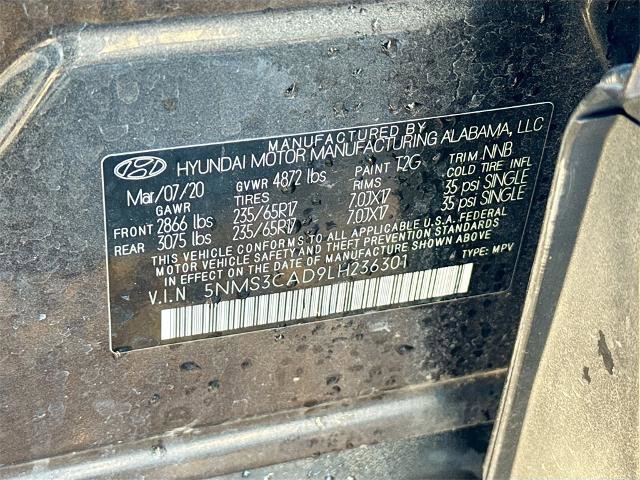 MANUFACTURED BY
HYUNDAI MOTOR MANUFACTURING ALABAMA, LLC
Mar/07/20 GVWR 4872 lbs PAINT T2G TRIM NNB
GAWR TIRES RIMS COLD TIRE INFL
FRONT 2866 lbs 235/65R17 7.0JX17 35 psi SINGLE
REAR 3075 lbs 235/65R17 7.0JX17 35 psi SINGLE
THIS VEHICLE CONFORMS TO ALL APPLICABLE U.S.A. FEDERAL
MOTOR VEHICLE SAFETY, BUMPER, AND THEFT PREVENTION STANDARDS
IN EFFECT ON THE DATE OF MANUFACTURE SHOWN ABOVE
V.I.N 5NMS3CAD9LH236301 TYPE: MPV